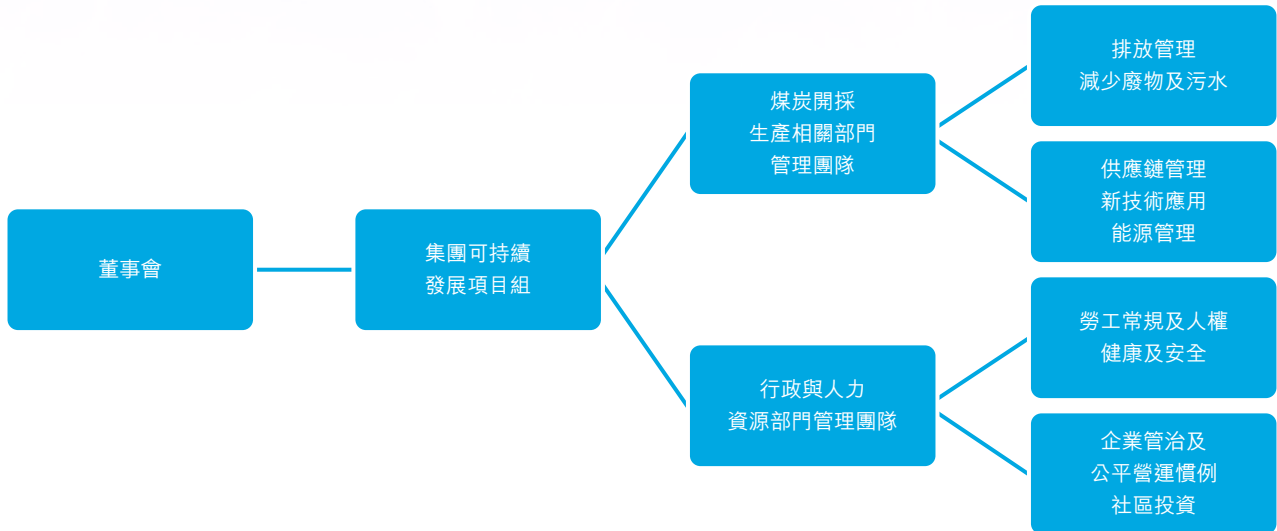 董事會
集團可持續
發展項目組
煤炭開採
生產相關部門
管理團隊
行政與人力
資源部門管理團隊
排放管理
減少廢物及污水
供應鏈管理
新技術應用
能源管理
勞工常規及人權
健康及安全
企業管治及
公平營運慣例
社區投資